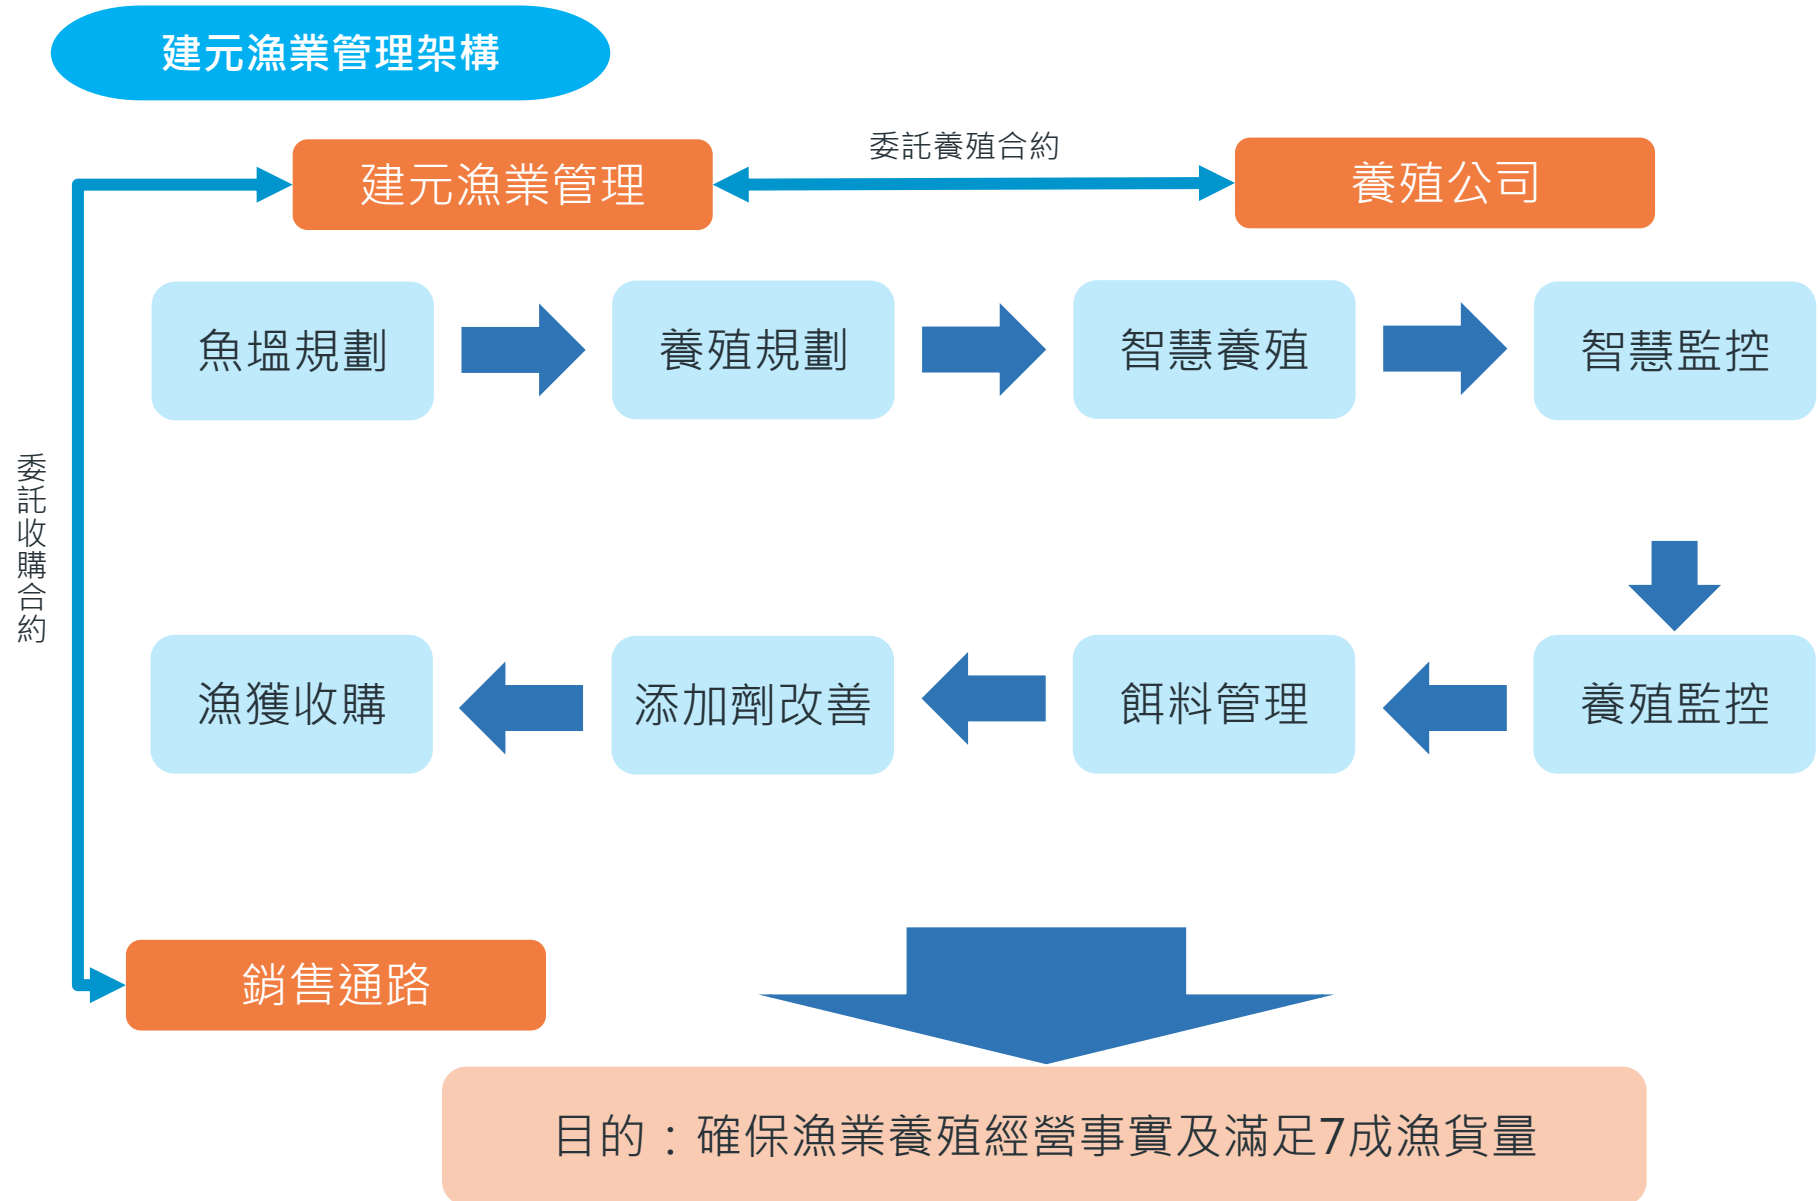 建元漁業管理架構
委託養殖合約
建元漁業管理
養殖公司
魚塭規劃
養殖規劃
智慧養殖
智慧監控
委託收購合約
漁獲收購
添加劑改善
餌料管理
養殖監控
銷售通路
目的：確保漁業養殖經營事實及滿足7成漁貨量